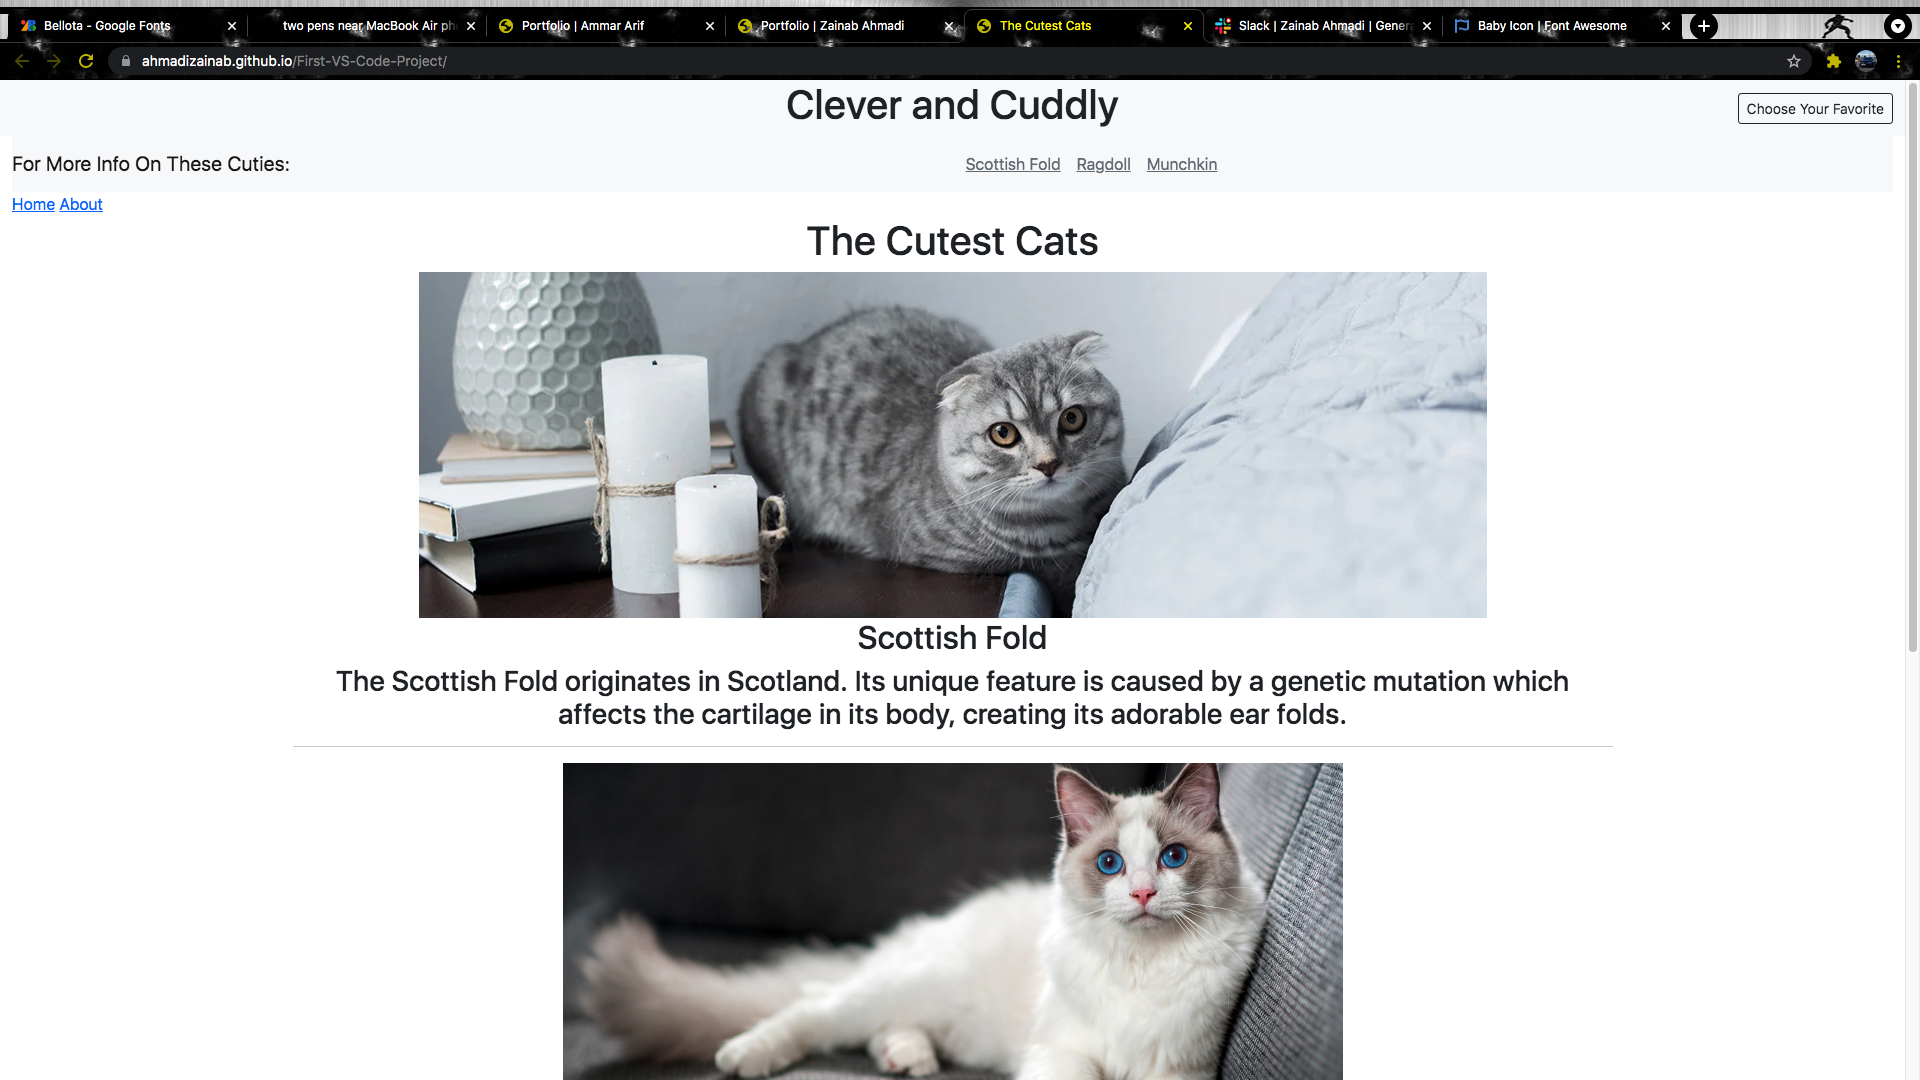 Bellota - Google Fonts
two pens near MacBook Air ph
Portfolio | Ammar Arif
Portfolio | Zainab Ahmadi
The Cutest Cats
Slack | Zainab Ahmadi | Genera
Baby Icon | Font Awesome
ahmadizainab.github.io/First-VS-Code-Project/
Clever and Cuddly
Choose Your Favorite
For More Info On These Cuties:
Scottish Fold Ragdoll Munchkin
Home About
The Cutest Cats
Scottish Fold
The Scottish Fold originates in Scotland. Its unique feature is caused by a genetic mutation which
affects the cartilage in its body, creating its adorable ear folds.